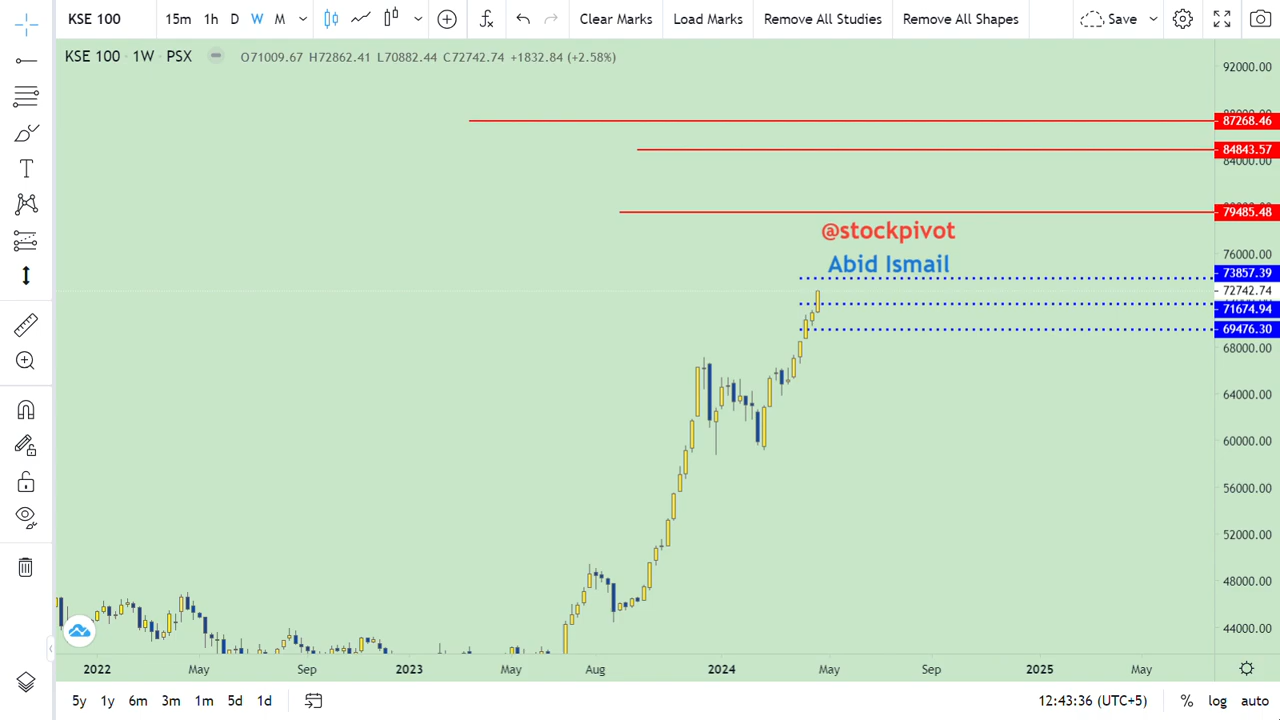 KSE 100 15m 1h D W M Clear Marks Load Marks Remove All Studies Remove All Shapes Save
KSE 100 1W PSX O71009.67 H72862.41 L70882.44 C72742.74 +1832.84 (+2.58%)
92000.00
87268.46
84843.57
84000.00
79485.48
@stockpivot
76000.00
Abid Ismail
73857.39
72742.74
71674.94
69476.30
68000.00
64000.00
60000.00
56000.00
52000.00
48000.00
44000.00
2022 May Sep 2023 May Aug 2024 May Sep 2025 May
5y 1y 6m 3m 1m 5d 1d 12:43:36 (UTC+5) % log auto